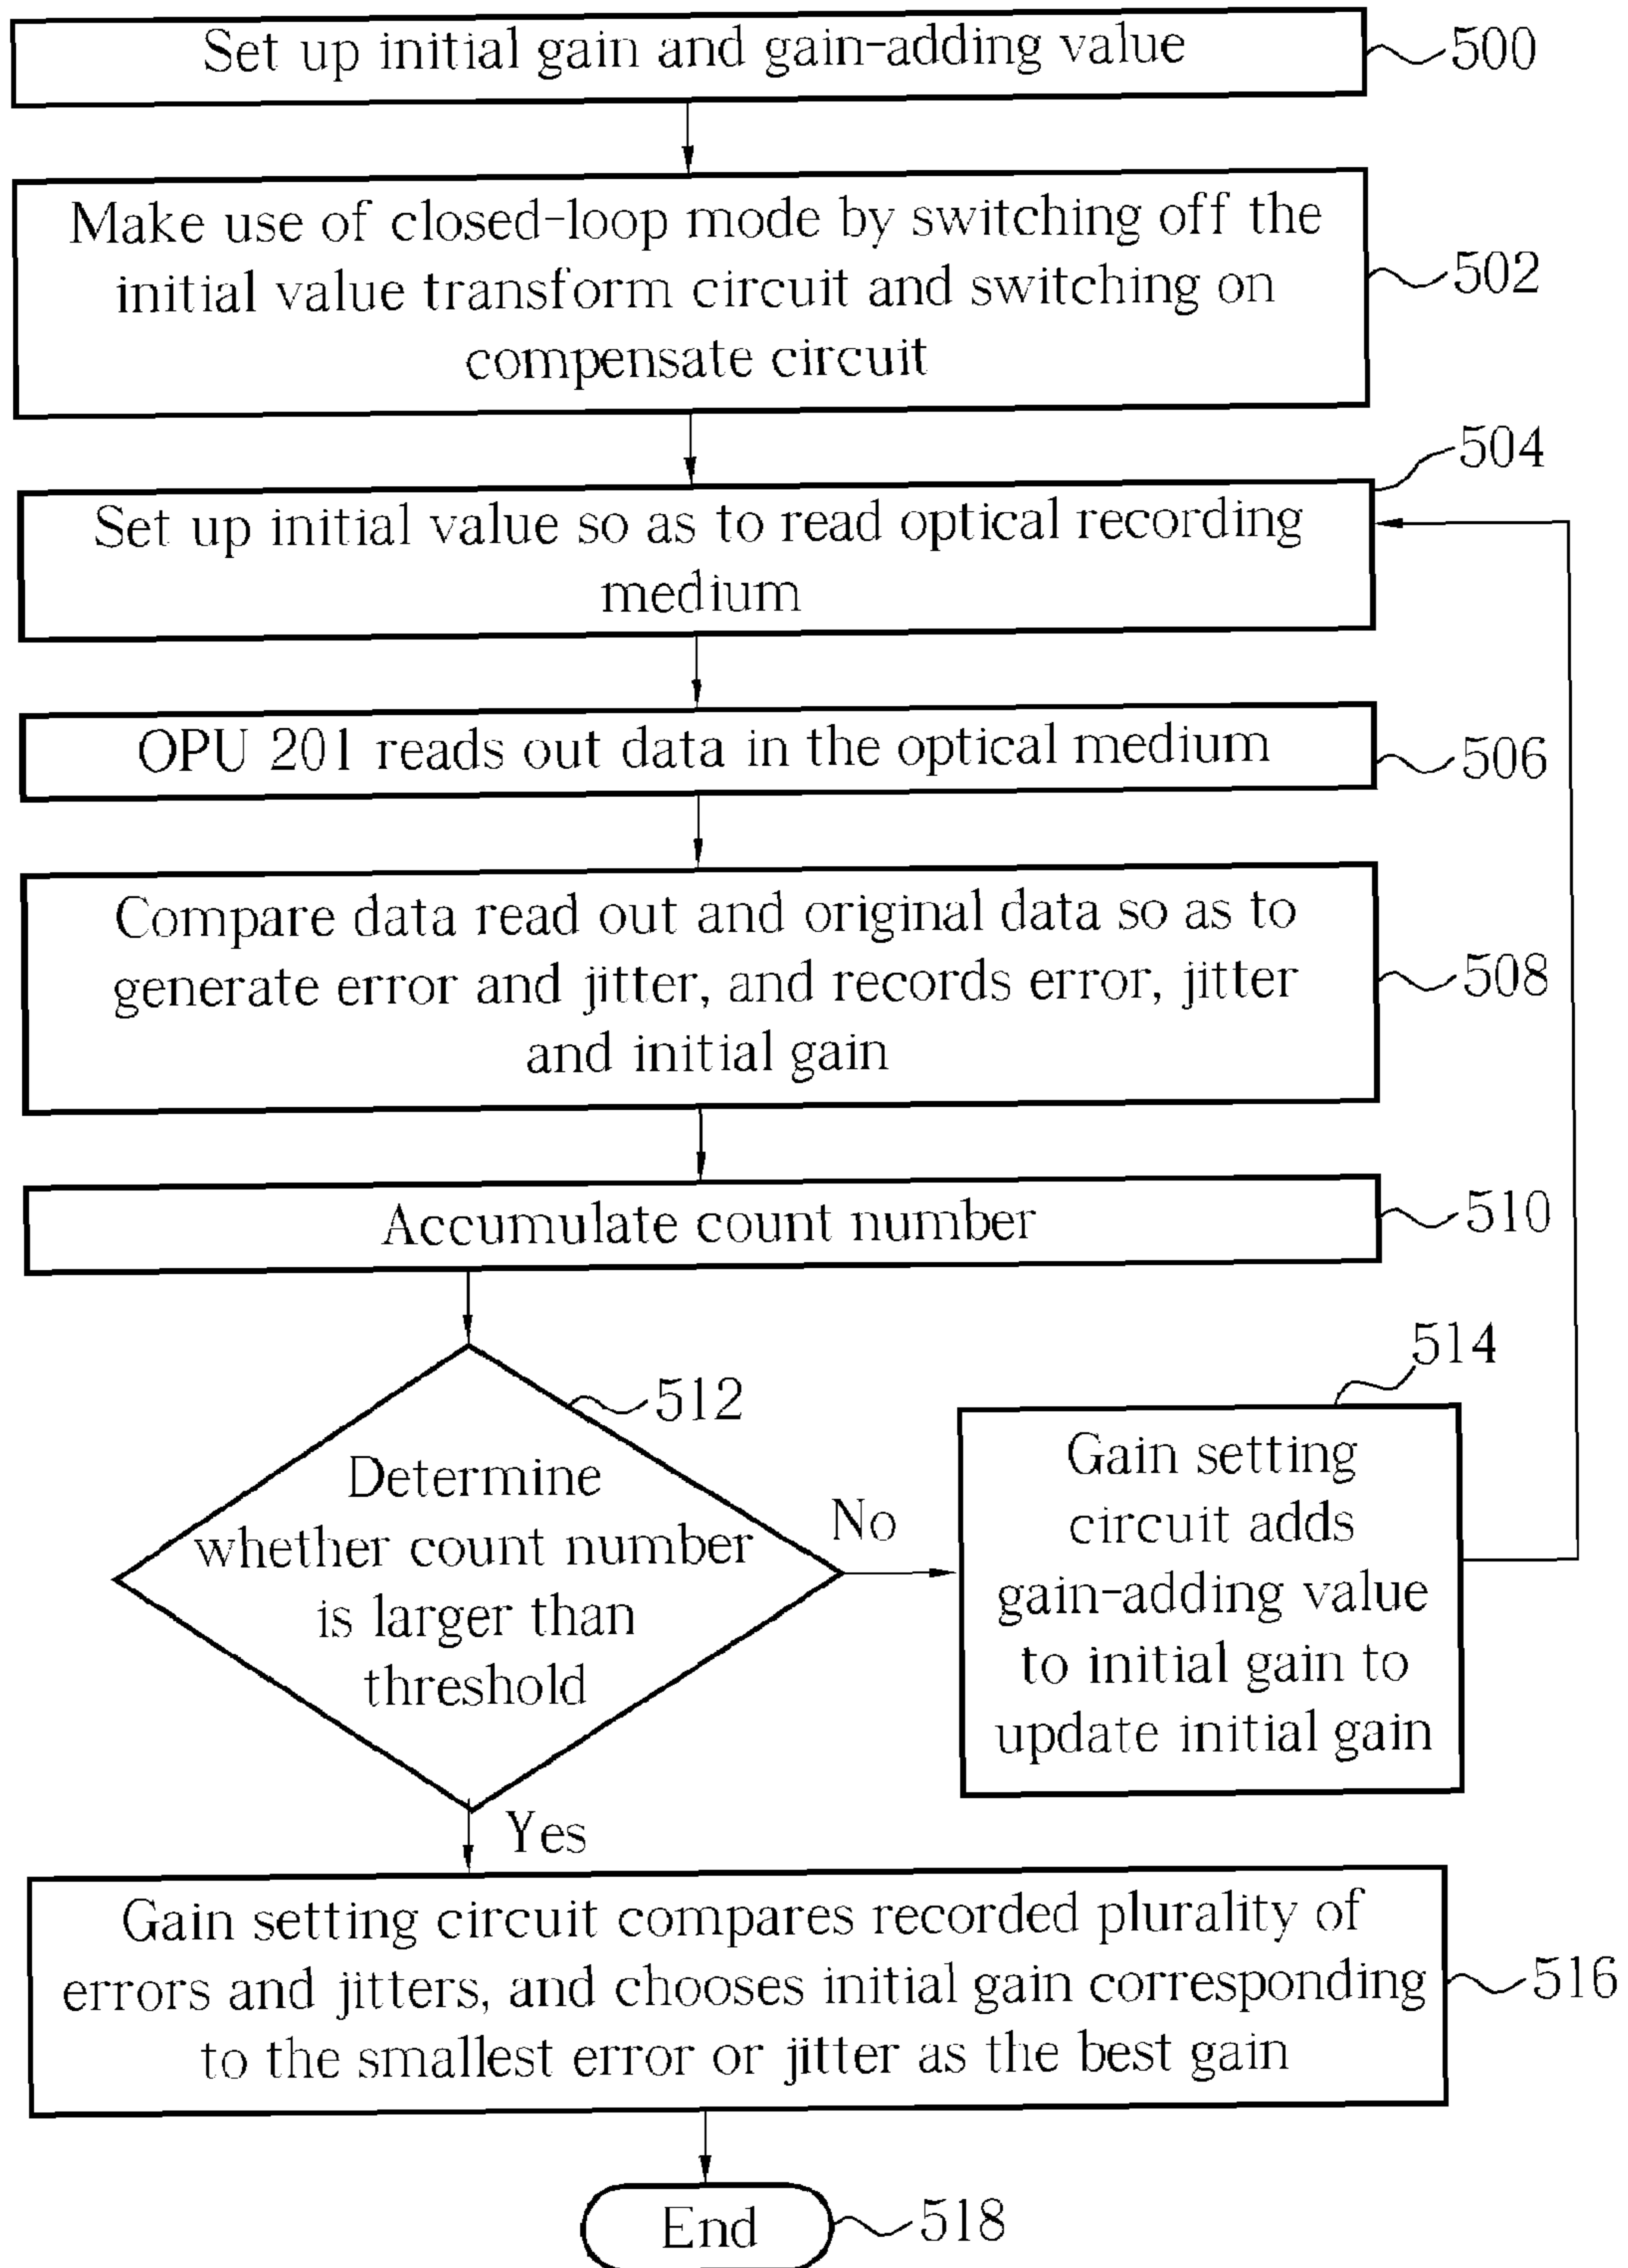 Set up initial gain and gain-adding value
500
Make use of closed-loop mode by switching off the
initial value transform circuit and switching on
compensate circuit
502
504
Set up initial value so as to read optical recording
medium
OPU 201 reads out data in the optical medium
506
Compare data read out and original data so as to
generate error and jitter, and records error, jitter
and initial gain
508
Accumulate count number
510
512
Determine
whether count number
is larger than
threshold
No
514
Gain setting
circuit adds
gain-adding value
to initial gain to
update initial gain
Yes
Gain setting circuit compares recorded plurality of
errors and jitters, and chooses initial gain corresponding
to the smallest error or jitter as the best gain
516
End
518